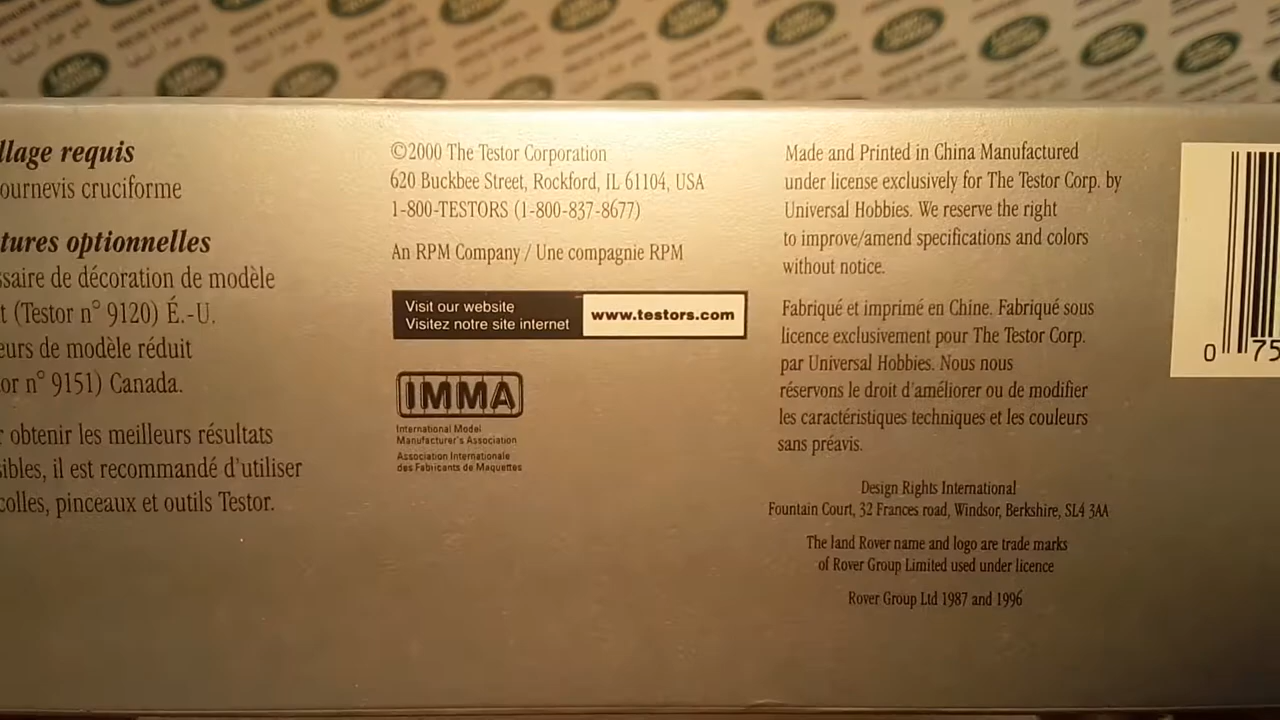 llage requis
ournevis cruciforme
tures optionnelles
ssaire de décoration de modèle
t (Testor n° 9120) É.-U.
eurs de modèle réduit
or n° 9151) Canada.
r obtenir les meilleurs résultats
sibles, il est recommandé d'utiliser
colles, pinceaux et outils Testor.
©2000 The Testor Corporation
620 Buckbee Street, Rockford, IL 61104, USA
1-800-TESTORS (1-800-837-8677)
An RPM Company / Une compagnie RPM
Visit our website
Visitez notre site internet
www.testors.com
IMMA
International Model
Manufacturer's Association
Association Internationale
des Fabricants de Maquettes
Made and Printed in China Manufactured
under license exclusively for The Testor Corp. by
Universal Hobbies. We reserve the right
to improve/amend specifications and colors
without notice.
Fabriqué et imprimé en Chine. Fabriqué sous
licence exclusivement pour The Testor Corp.
par Universal Hobbies. Nous nous
réservons le droit d'améliorer ou de modifier
les caractéristiques techniques et les couleurs
sans préavis.
Design Rights International
Fountain Court, 32 Frances road, Windsor, Berkshire, SL4 3AA
The land Rover name and logo are trade marks
of Rover Group Limited used under licence
Rover Group Ltd 1987 and 1996
0 75